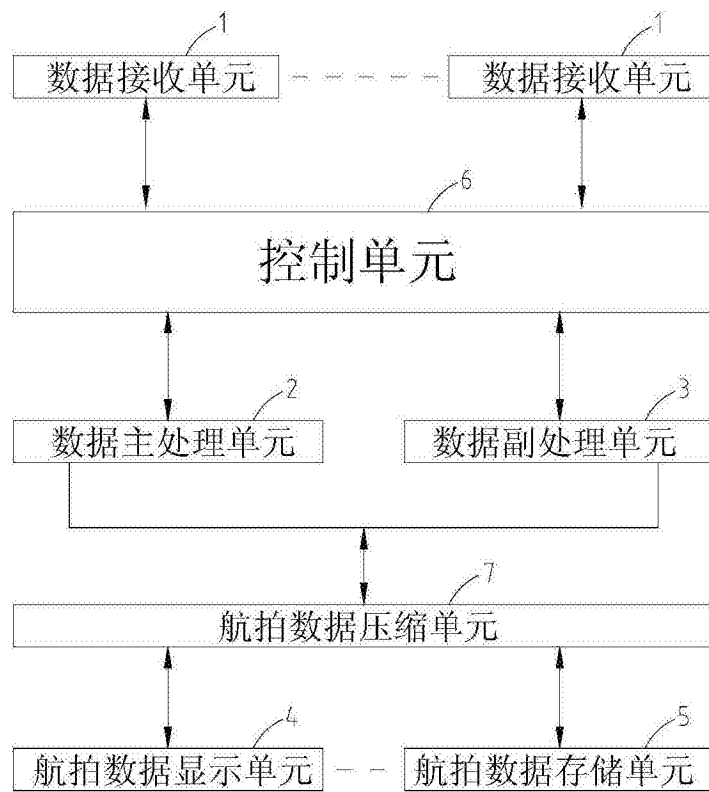 1 1
数据接收单元 数据接收单元
6
控制单元
2 3
数据主处理单元 数据副处理单元
7
航拍数据压缩单元
4 5
航拍数据显示单元 航拍数据存储单元